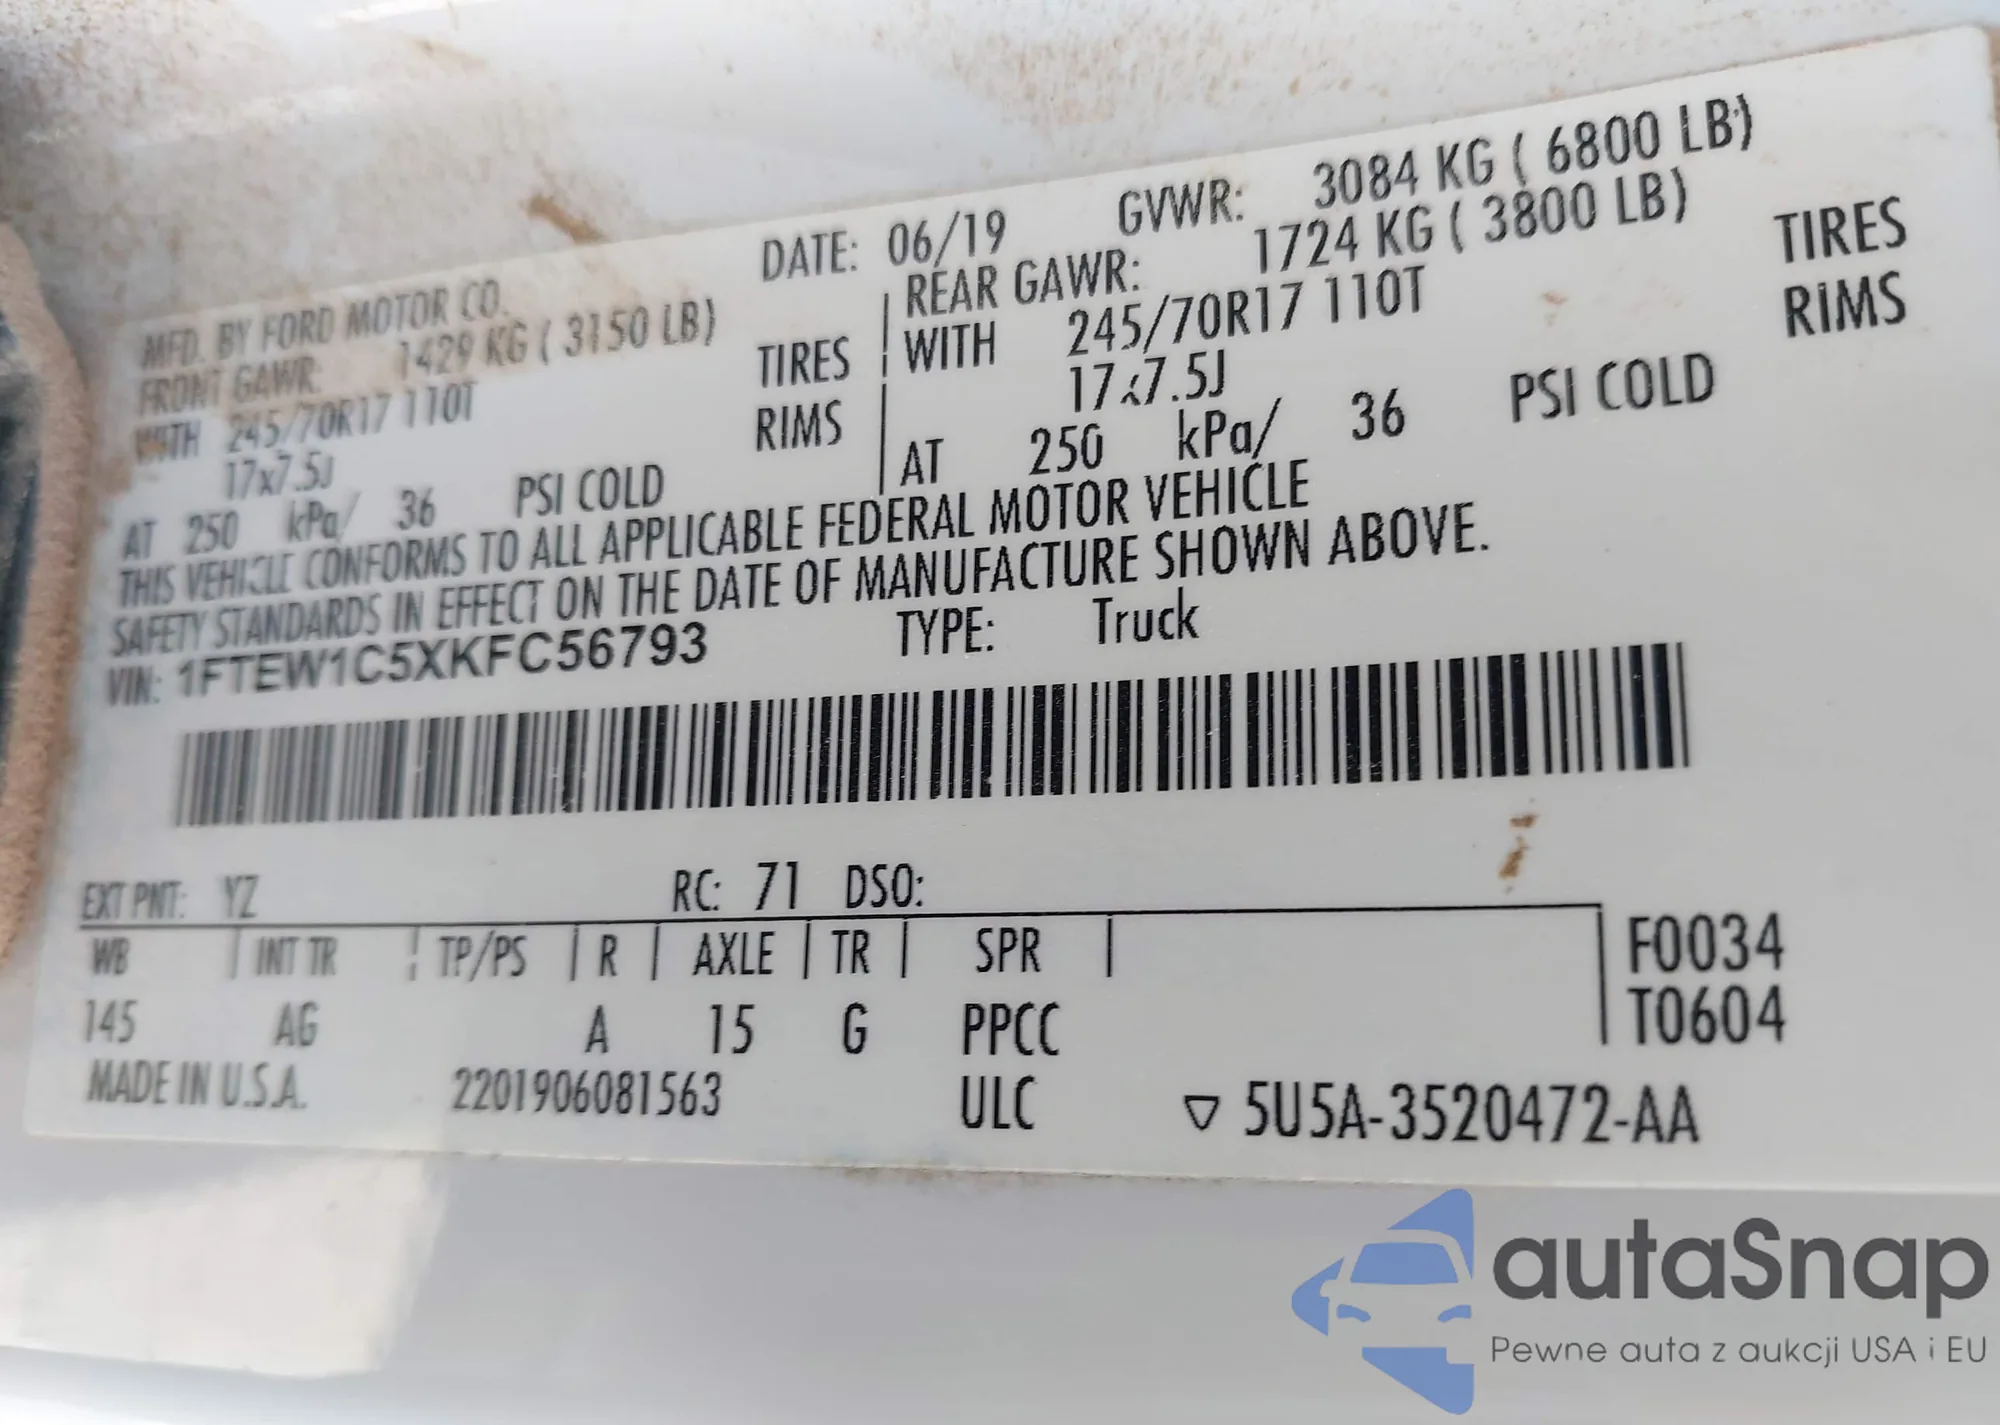 DATE: 06/19 GVWR: 3084 KG ( 6800 LB)
MFD. BY FORD MOTOR CO.
FRONT GAWR: 1429 KG ( 3150 LB)
REAR GAWR: 1724 KG ( 3800 LB)
WITH 245/70R17 110T TIRES
WITH 245/70R17 110T TIRES
17x7.5J RIMS
17x7.5J RIMS
AT 250 kPa/ 36 PSI COLD
AT 250 kPa/ 36 PSI COLD
THIS VEHICLE CONFORMS TO ALL APPLICABLE FEDERAL MOTOR VEHICLE
SAFETY STANDARDS IN EFFECT ON THE DATE OF MANUFACTURE SHOWN ABOVE.
VIN: 1FTEW1C5XKFC56793 TYPE: Truck
EXT PNT: YZ RC: 71 DSO:
WB | INT TR | TP/PS | R | AXLE | TR | SPR | F0034
145 AG A 15 G PPCC T0604
MADE IN U.S.A. 2201906081563 ULC ▽ 5U5A-3520472-AA
autaSnap
Pewne auta z aukcji USA i EU